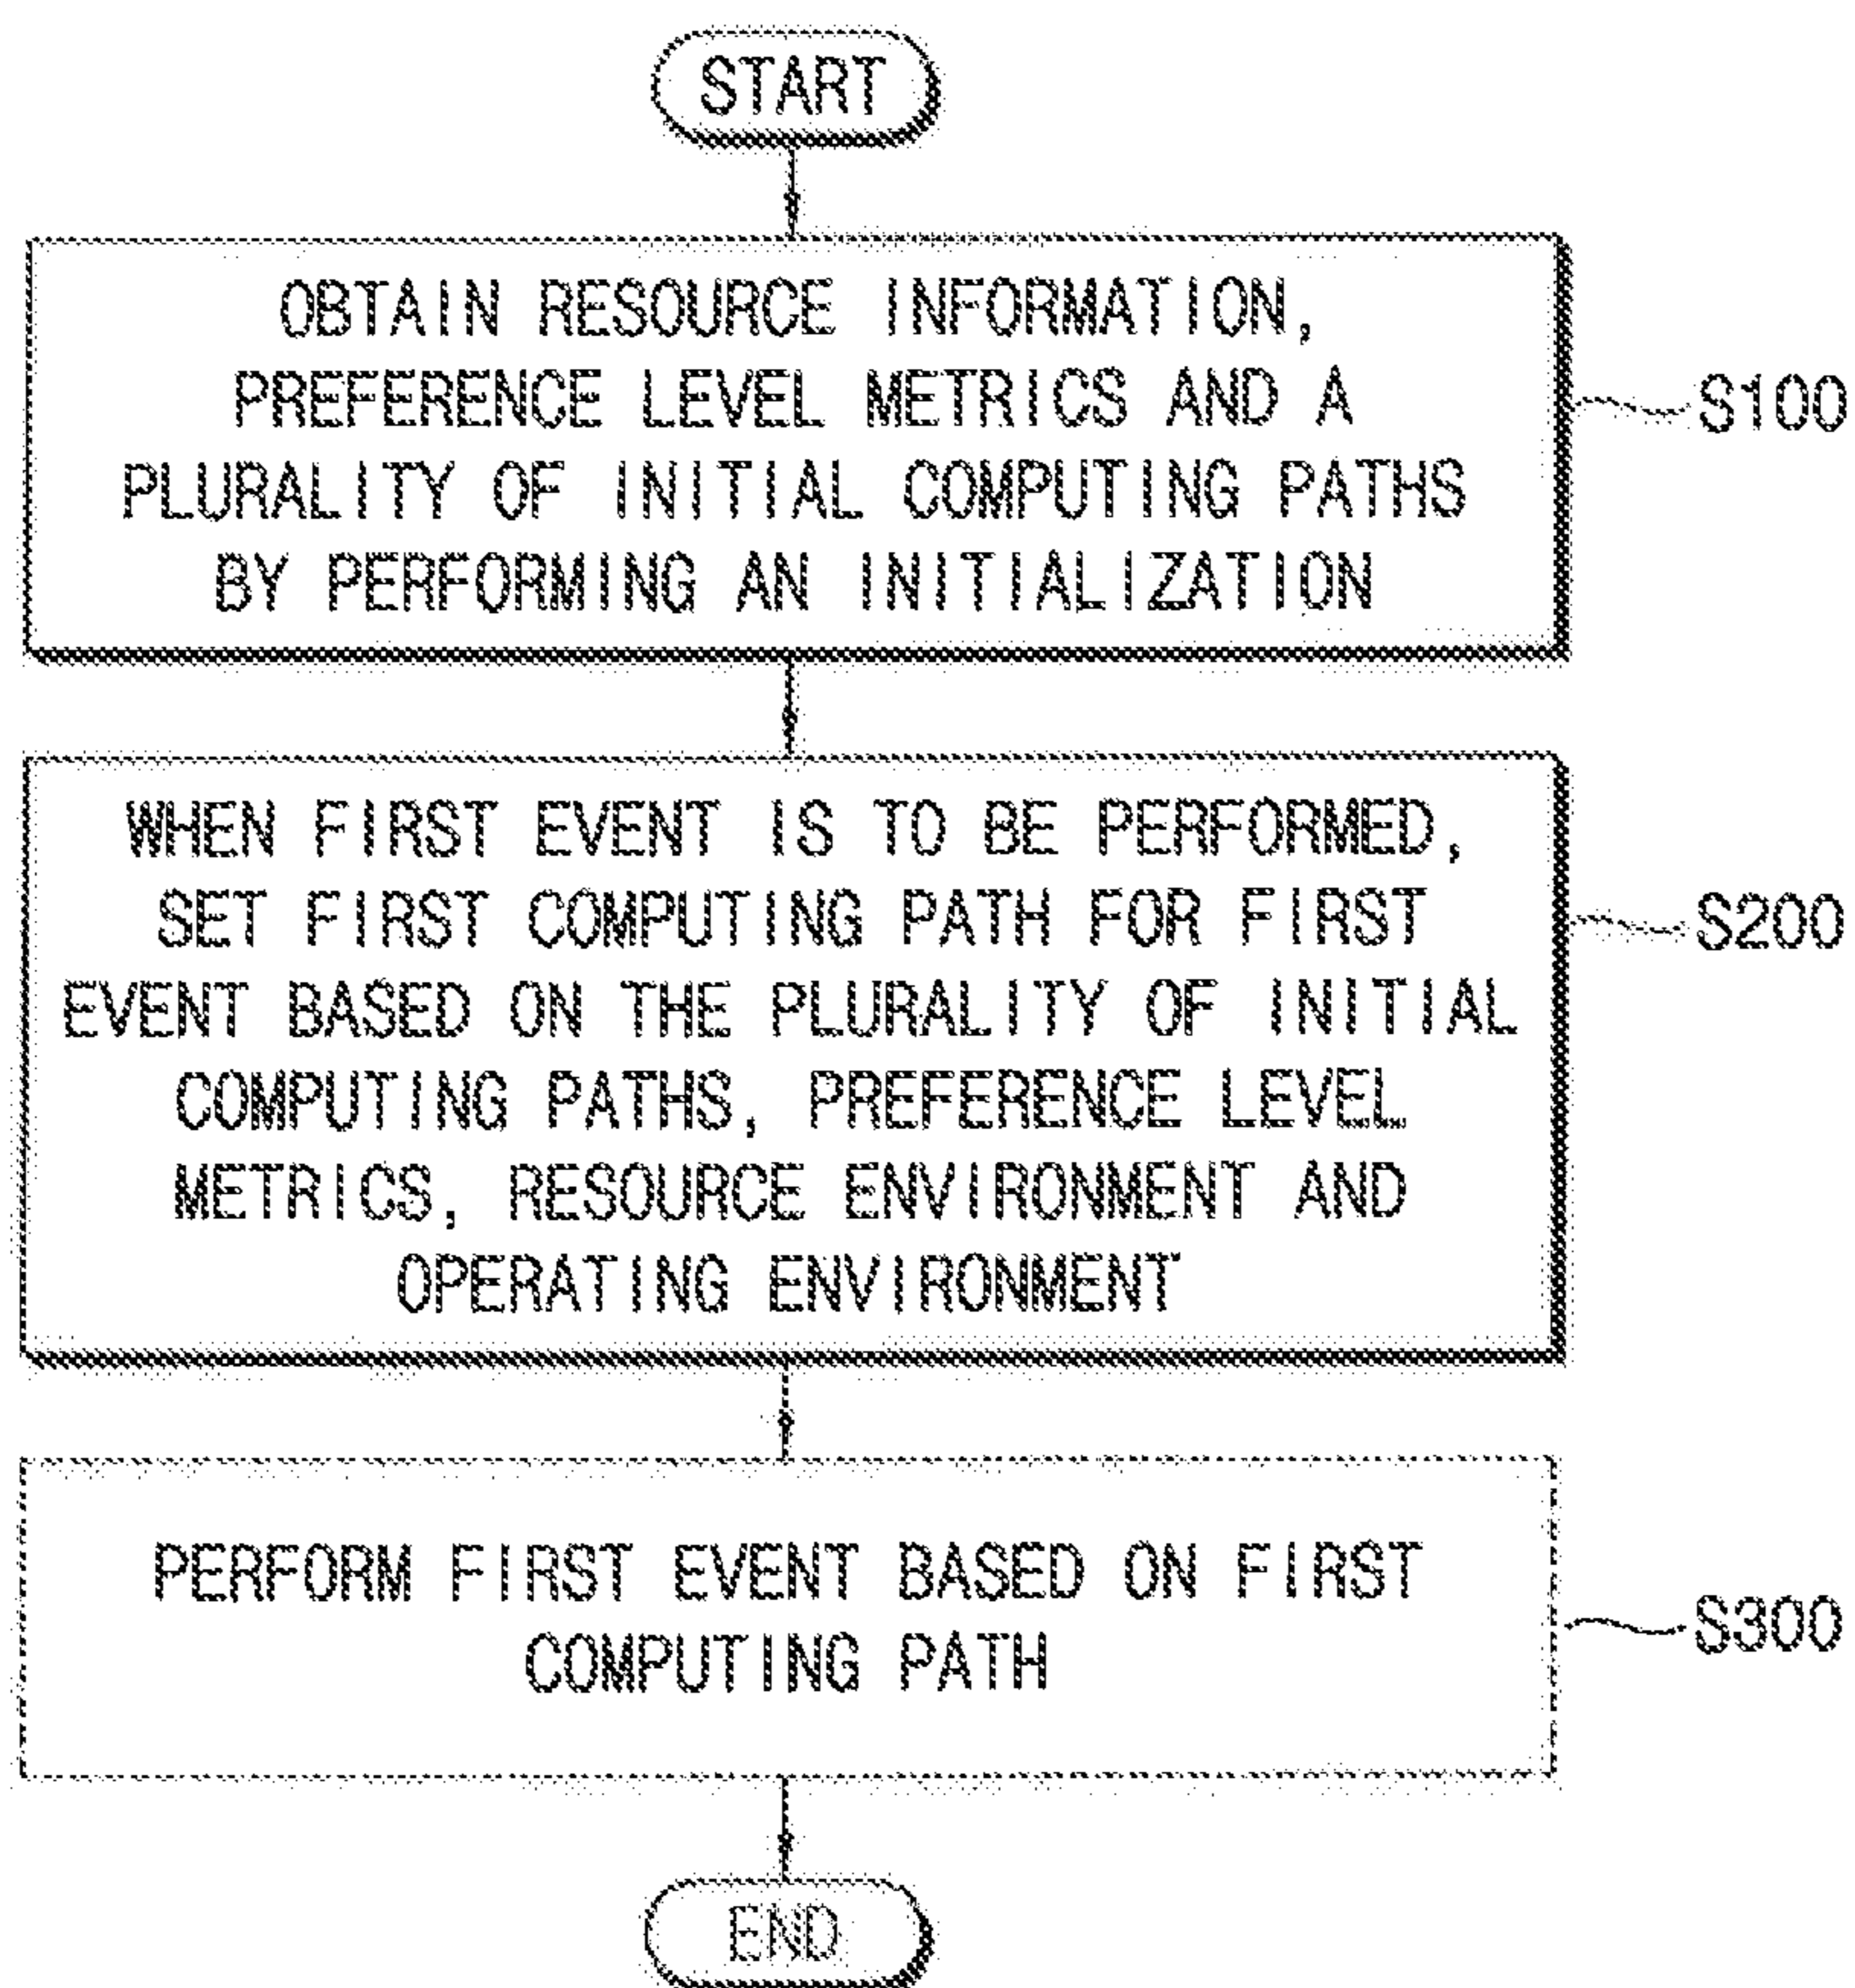 START
OBTAIN RESOURCE INFORMATION,
PREFERENCE LEVEL METRICS AND A
PLURALITY OF INITIAL COMPUTING PATHS
BY PERFORMING AN INITIALIZATION
S100
WHEN FIRST EVENT IS TO BE PERFORMED,
SET FIRST COMPUTING PATH FOR FIRST
EVENT BASED ON THE PLURALITY OF INITIAL
COMPUTING PATHS, PREFERENCE LEVEL
METRICS, RESOURCE ENVIRONMENT AND
OPERATING ENVIRONMENT
S200
PERFORM FIRST EVENT BASED ON FIRST
COMPUTING PATH
S300
END